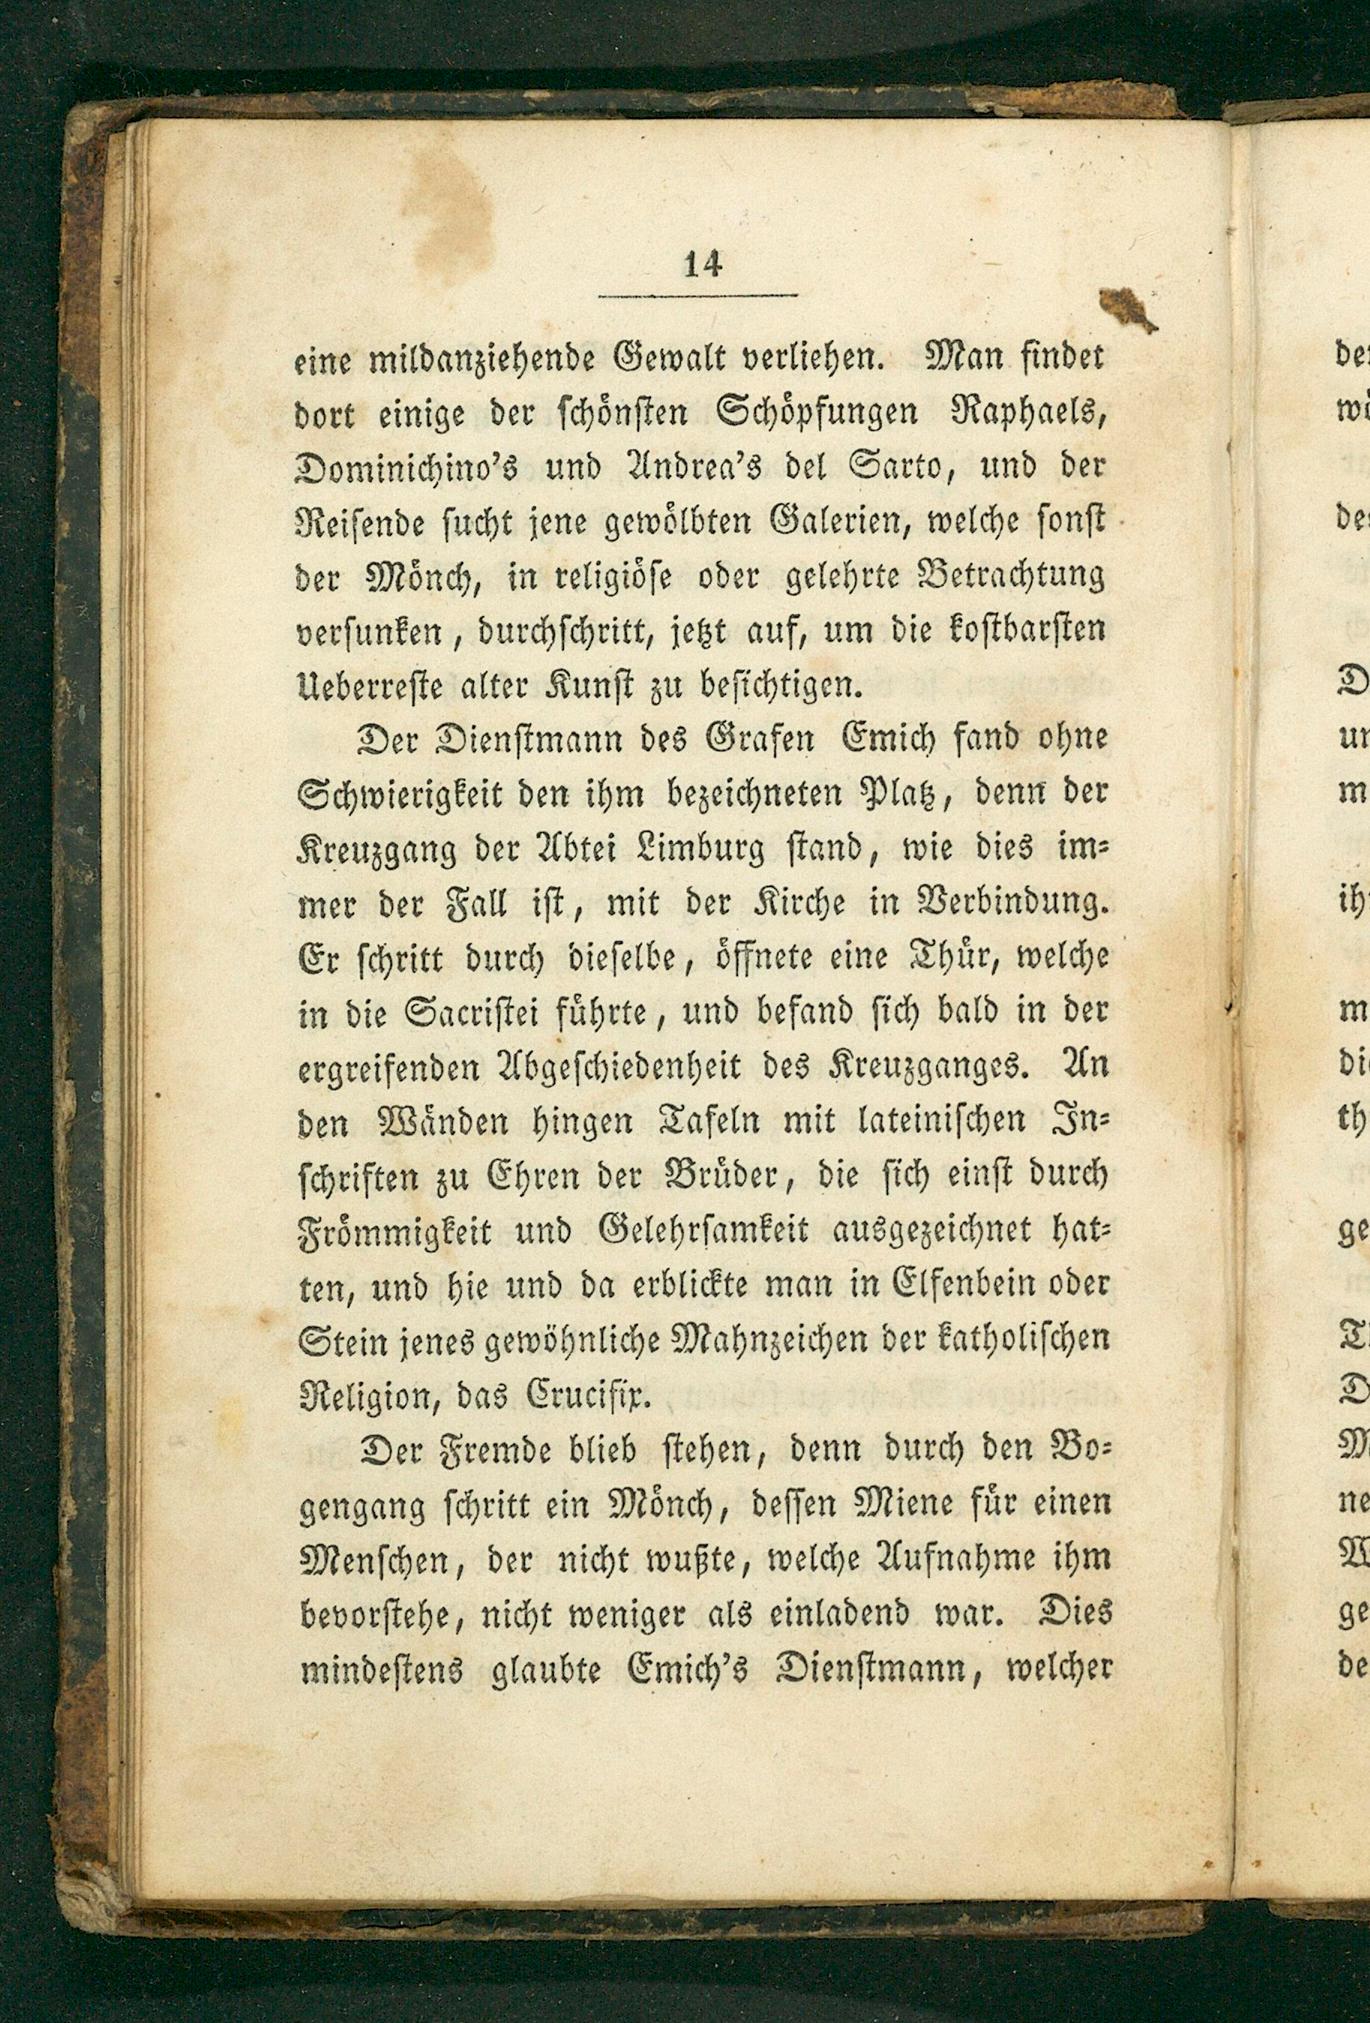 14
eine mildanziehende Gewalt verliehen. Man findet
dort einige der schönsten Schöpfungen Raphaels,
Dominichino's und Andrea's del Sarto, und der
Reisende sucht jene gewölbten Galerien, welche sonst
der Mönch, in religiöse oder gelehrte Betrachtung
versunken, durchschritt, jetzt auf, um die kostbarsten
Ueberreste alter Kunst zu besichtigen.
Der Dienstmann des Grafen Emich fand ohne
Schwierigkeit den ihm bezeichneten Platz, denn der
Kreuzgang der Abtei Limburg stand, wie dies im-
mer der Fall ist, mit der Kirche in Verbindung.
Er schritt durch dieselbe, öffnete eine Thür, welche
in die Sacristei führte, und befand sich bald in der
ergreifenden Abgeschiedenheit des Kreuzganges. An
den Wänden hingen Tafeln mit lateinischen In-
schriften zu Ehren der Brüder, die sich einst durch
Frömmigkeit und Gelehrsamkeit ausgezeichnet hat-
ten, und hie und da erblickte man in Elfenbein oder
Stein jenes gewöhnliche Mahnzeichen der katholischen
Religion, das Crucifix.
Der Fremde blieb stehen, denn durch den Bo-
gengang schritt ein Mönch, dessen Miene für einen
Menschen, der nicht wußte, welche Aufnahme ihm
bevorstehe, nicht weniger als einladend war. Dies
mindestens glaubte Emich's Dienstmann, welcher